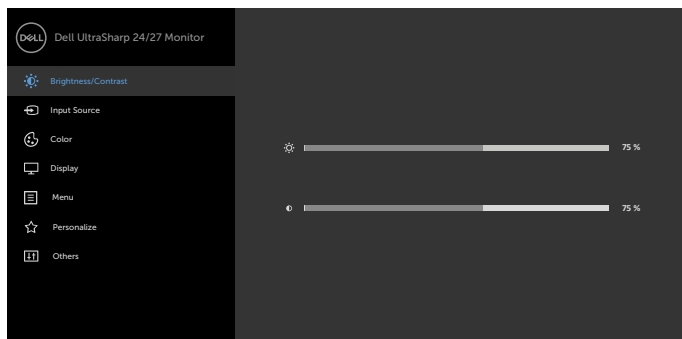 DELL
Dell UltraSharp 24/27 Monitor
Brightness/Contrast
Input Source
Color
75 %
Display
Menu
75 %
Personalize
Others